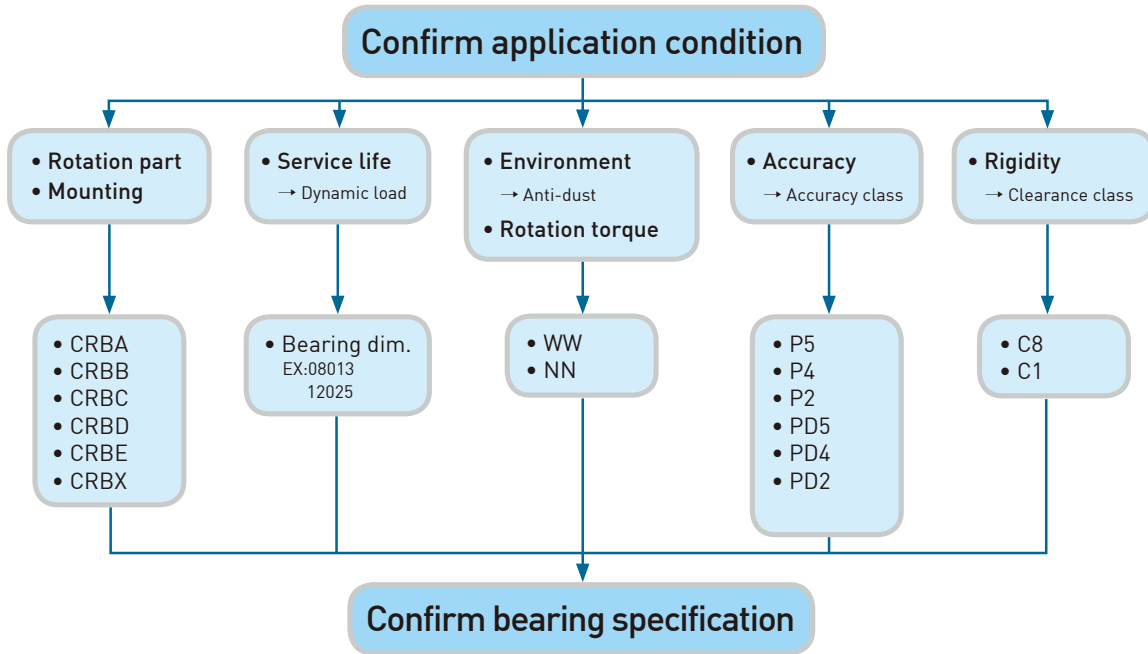 Confirm application condition
• Rotation part
• Mounting
• Service life
→ Dynamic load
• Environment
→ Anti-dust
• Rotation torque
• Accuracy
→ Accuracy class
• Rigidity
→ Clearance class
• CRBA
• CRBB
• CRBC
• CRBD
• CRBE
• CRBX
• Bearing dim.
EX:08013
12025
• WW
• NN
• P5
• P4
• P2
• PD5
• PD4
• PD2
• C8
• C1
Confirm bearing specification